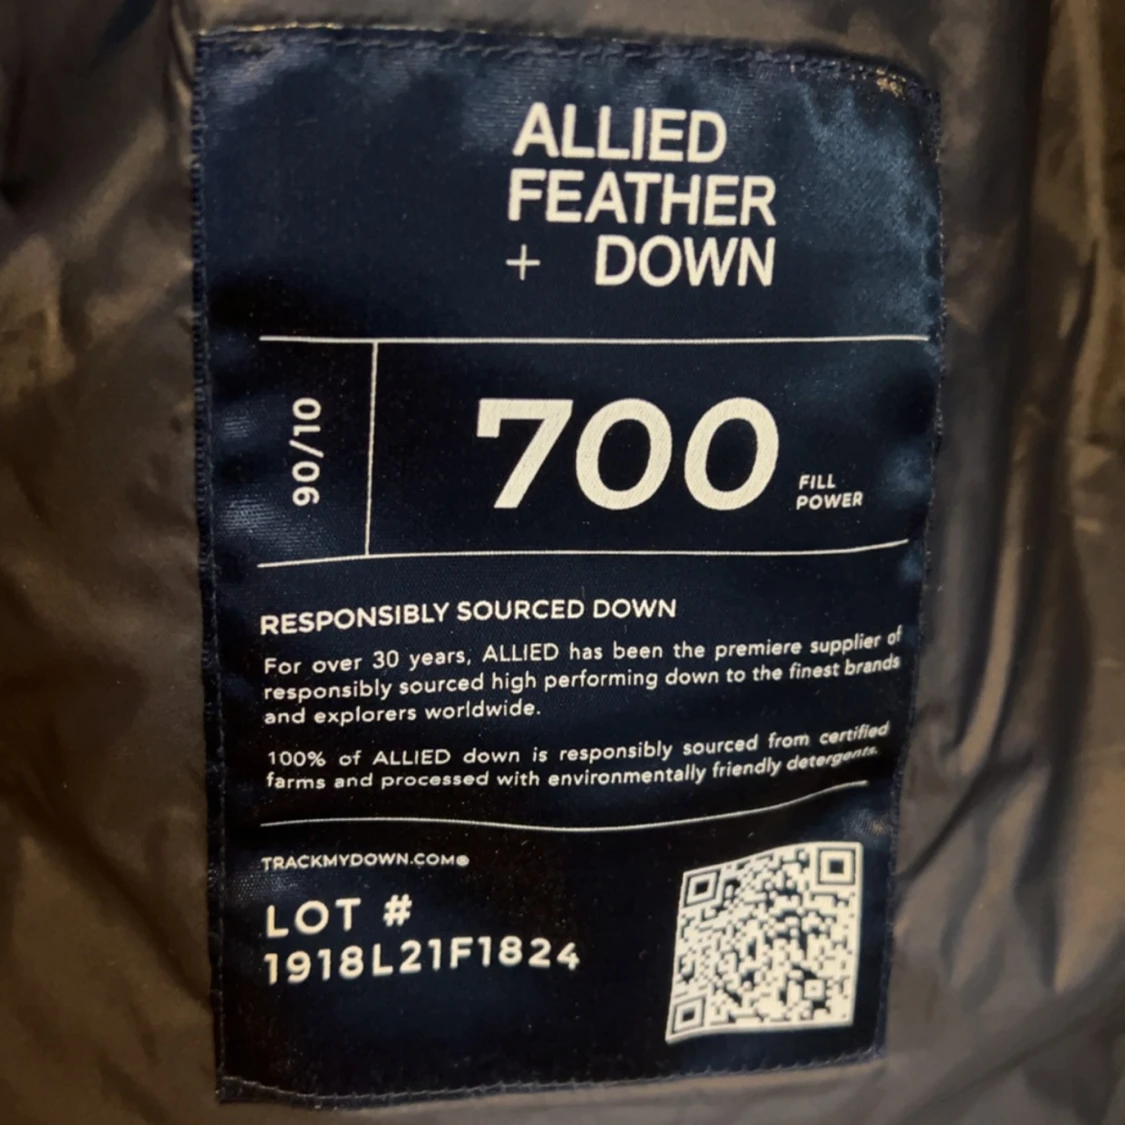 ALLIED
FEATHER
+ DOWN
90/10
700
FILL
POWER
RESPONSIBLY SOURCED DOWN
For over 30 years, ALLIED has been the premiere supplier of
responsibly sourced high performing down to the finest brands
and explorers worldwide.
100% of ALLIED down is responsibly sourced from certified
farms and processed with environmentally friendly detergents.
TRACKMYDOWN.COM®
LOT #
1918L21F1824